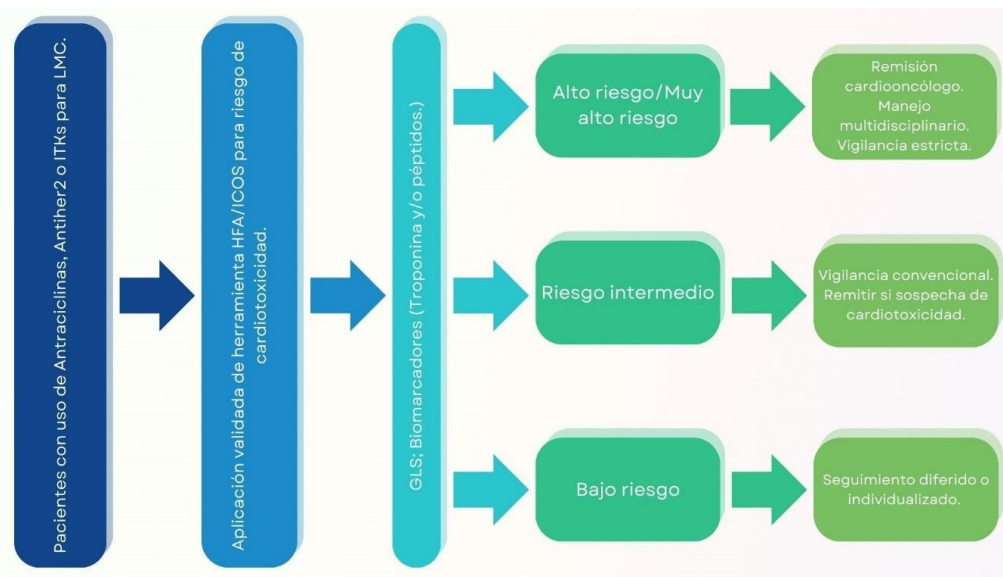 Pacientes con uso de Antraciclinas, Antiher2 o ITKs para LMC.
Aplicación validada de herramienta HFA/ICOS para riesgo de
cardiotoxicidad.
GLS; Biomarcadores (Troponina y/o péptidos.)
Alto riesgo/Muy
alto riesgo
Remisión
cardiooncólogo.
Manejo
multidisciplinario.
Vigilancia estricta.
Riesgo intermedio
Vigilancia convencional.
Remitir si sospecha de
cardiotoxicidad.
Bajo riesgo
Seguimiento diferido o
individualizado.